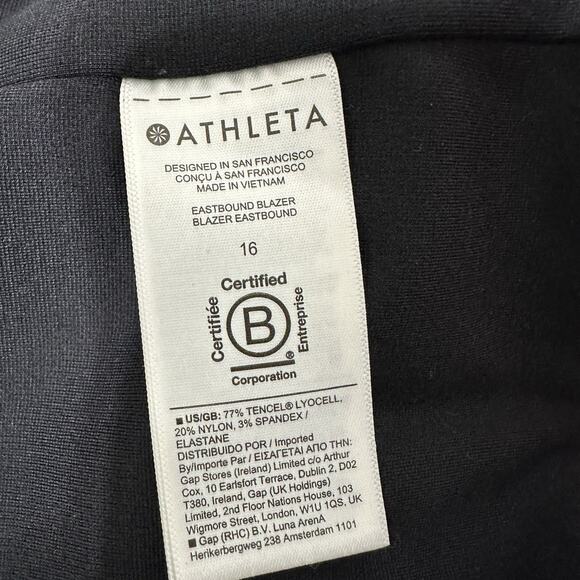 ATHLETA
DESIGNED IN SAN FRANCISCO
CONÇU À SAN FRANCISCO
MADE IN VIETNAM
EASTBOUND BLAZER
BLAZER EASTBOUND
16
Certified
Certifiée
B
Entreprise
®
Corporation
■ US/GB: 77% TENCEL® LYOCELL,
20% NYLON, 3% SPANDEX /
ELASTANE
DISTRIBUIDO POR / Imported
By/Importe Par / ΕΙΣΑΓΕΤΑΙ ΑΠΟ ΤΗΝ:
Gap Stores (Ireland) Limited c/o Arthur
Cox, 10 Earlsfort Terrace, Dublin 2, D02
T380, Ireland, Gap (UK Holdings)
Limited, 2nd Floor Nations House, 103
Wigmore Street, London, W1U 1QS, UK
■ Gap (RHC) B.V. Luna ArenA
Herikerbergweg 238 Amsterdam 1101